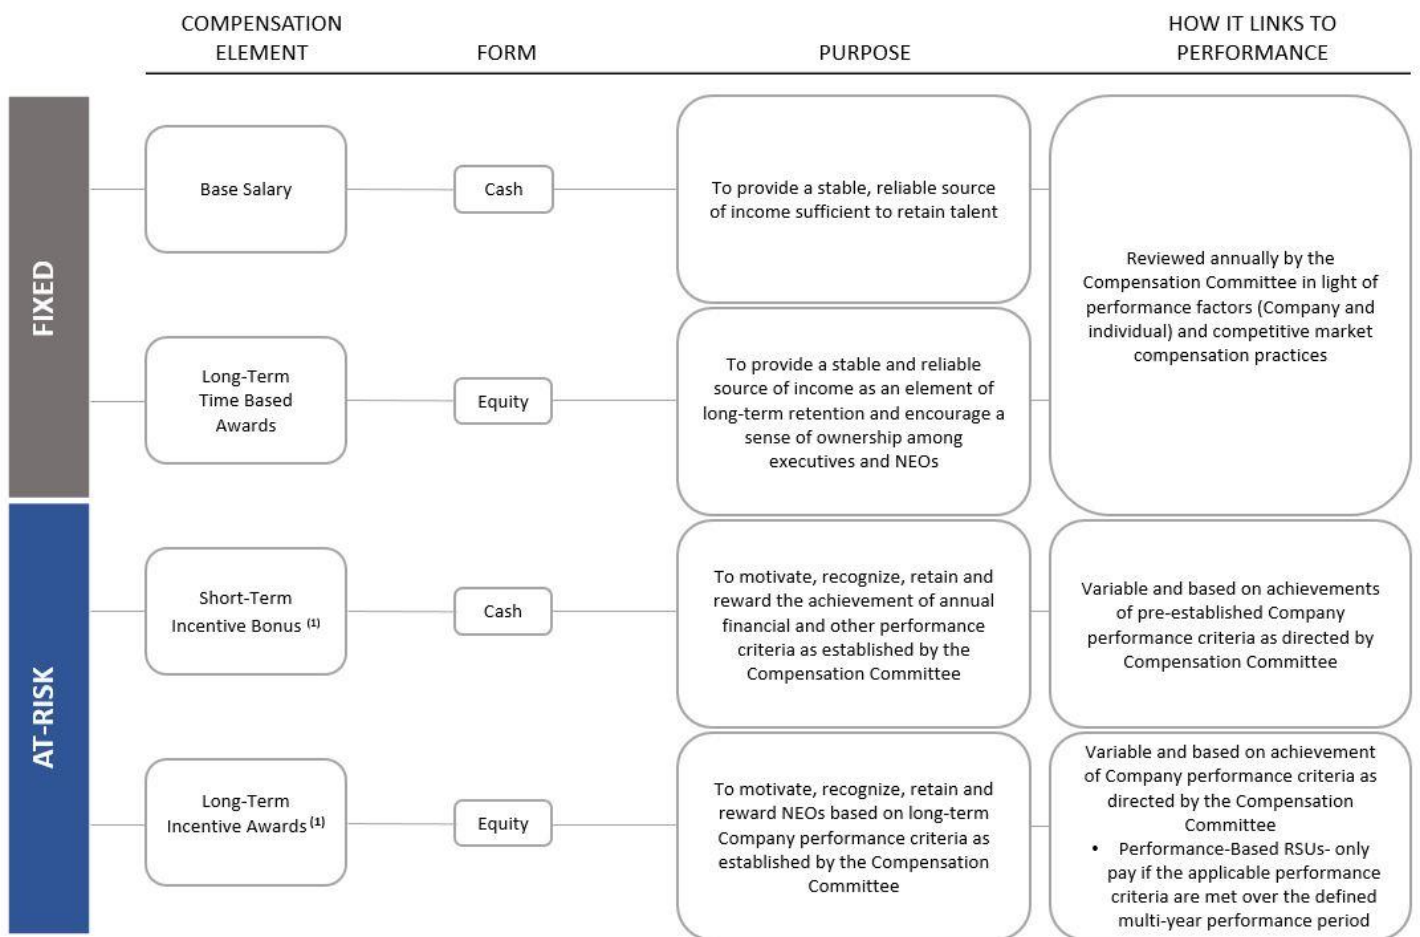 COMPENSATION
ELEMENT
FORM
PURPOSE
HOW IT LINKS TO
PERFORMANCE
FIXED
Base Salary
Cash
To provide a stable, reliable source
of income sufficient to retain talent
Reviewed annually by the
Compensation Committee in light of
performance factors (Company and
individual) and competitive market
compensation practices
Long-Term
Time Based
Awards
Equity
To provide a stable and reliable
source of income as an element of
long-term retention and encourage a
sense of ownership among
executives and NEOs
AT-RISK
Short-Term
Incentive Bonus (1)
Cash
To motivate, recognize, retain and
reward the achievement of annual
financial and other performance
criteria as established by the
Compensation Committee
Variable and based on achievements
of pre-established Company
performance criteria as directed by
Compensation Committee
Long-Term
Incentive Awards (1)
Equity
To motivate, recognize, retain and
reward NEOs based on long-term
Company performance criteria as
established by the Compensation
Committee
Variable and based on achievement
of Company performance criteria as
directed by the Compensation
Committee
• Performance-Based RSUs- only
pay if the applicable performance
criteria are met over the defined
multi-year performance period